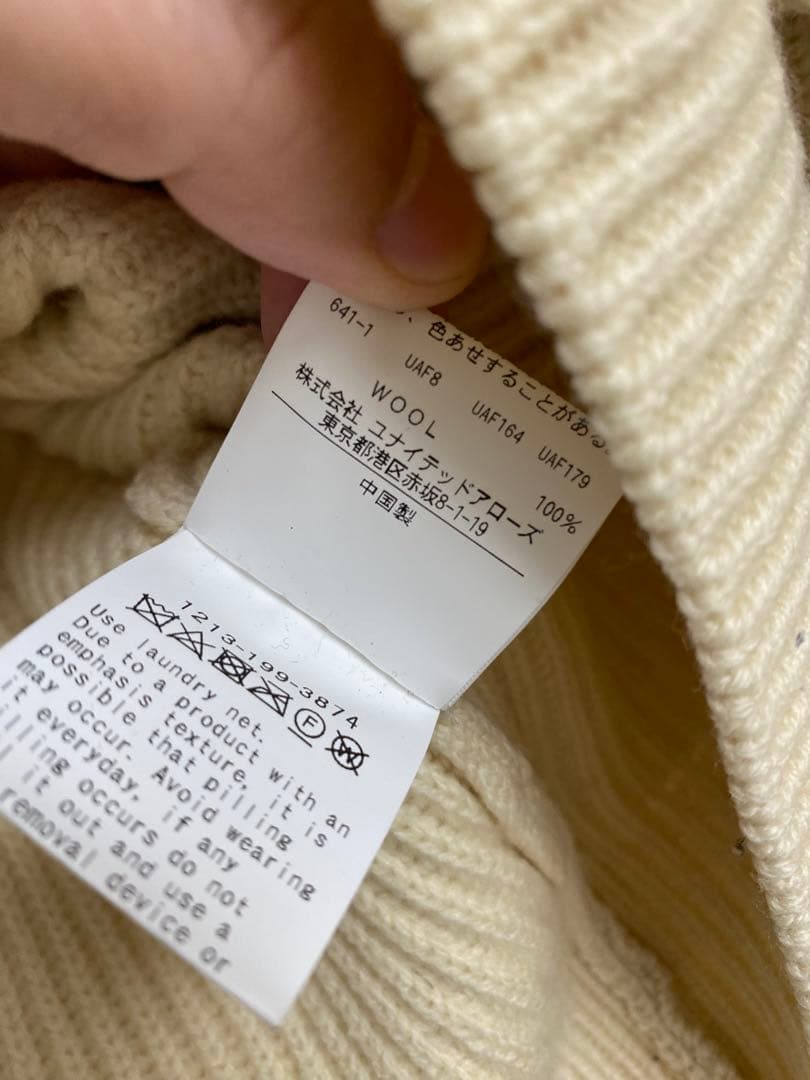 、色あせすることがある
641-1 UAF8 UAF164 UAF179
WOOL 100%
株式会社 ユナイテッドアローズ
東京都港区赤坂8-1-19
中国製
1213-199-3874
F
W
Use laundry net.
Due to a product with an
emphasis texture, it is
possible that pilling
may occur. Avoid wearing
it everyday, if any
occurs do not
it out and use a
removal device or